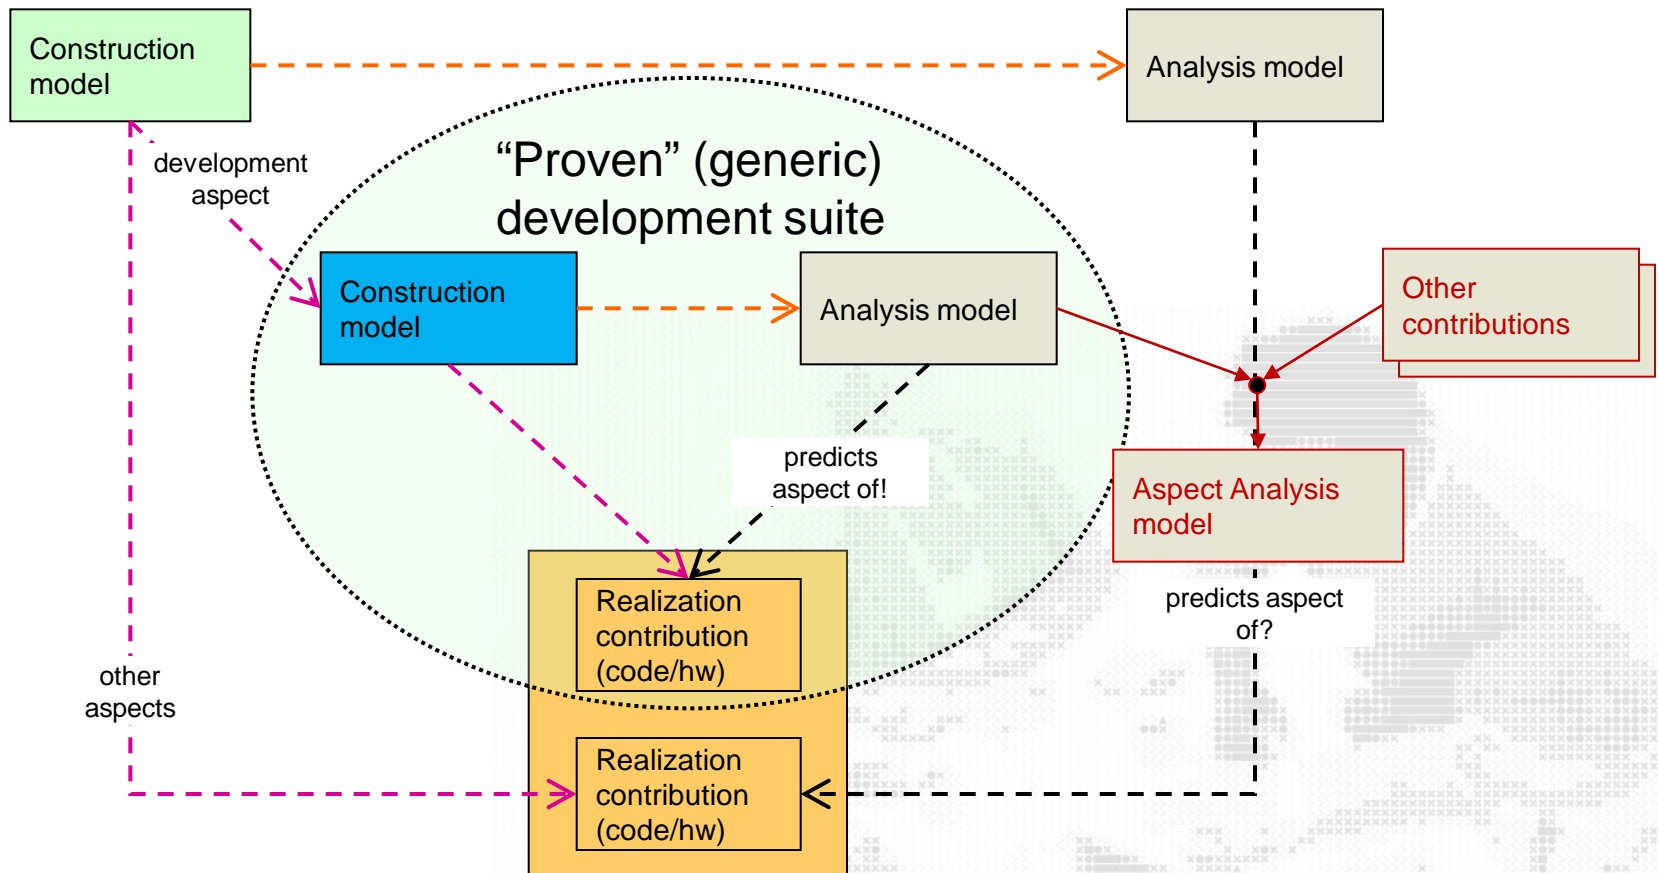 Construction
model
Analysis model
development
aspect
“Proven” (generic)
development suite
Construction
model
Analysis model
Other
contributions
predicts
aspect of!
Aspect Analysis
model
Realization
contribution
(code/hw)
predicts aspect
of?
other
aspects
Realization
contribution
(code/hw)